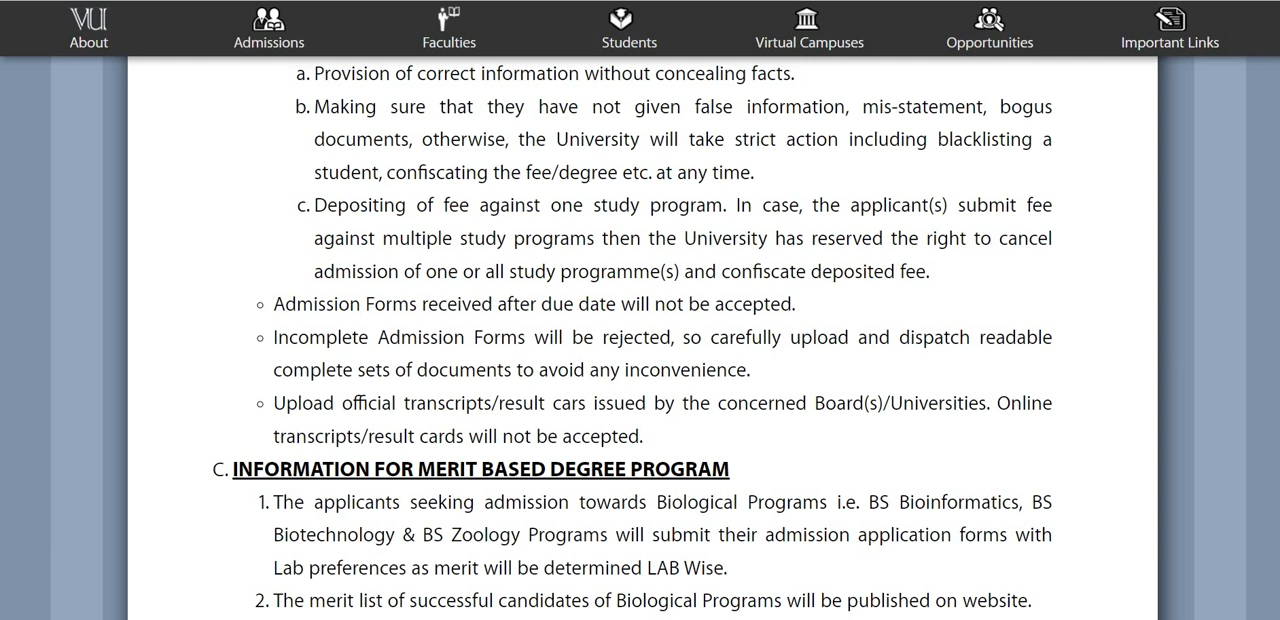 VU
About
Admissions
Faculties
Students
Virtual Campuses
Opportunities
Important Links
a. Provision of correct information without concealing facts.
b. Making sure that they have not given false information, mis-statement, bogus
documents, otherwise, the University will take strict action including blacklisting a
student, confiscating the fee/degree etc. at any time.
c. Depositing of fee against one study program. In case, the applicant(s) submit fee
against multiple study programs then the University has reserved the right to cancel
admission of one or all study programme(s) and confiscate deposited fee.
◦ Admission Forms received after due date will not be accepted.
◦ Incomplete Admission Forms will be rejected, so carefully upload and dispatch readable
complete sets of documents to avoid any inconvenience.
◦ Upload official transcripts/result cars issued by the concerned Board(s)/Universities. Online
transcripts/result cards will not be accepted.
C. INFORMATION FOR MERIT BASED DEGREE PROGRAM
1. The applicants seeking admission towards Biological Programs i.e. BS Bioinformatics, BS
Biotechnology & BS Zoology Programs will submit their admission application forms with
Lab preferences as merit will be determined LAB Wise.
2. The merit list of successful candidates of Biological Programs will be published on website.